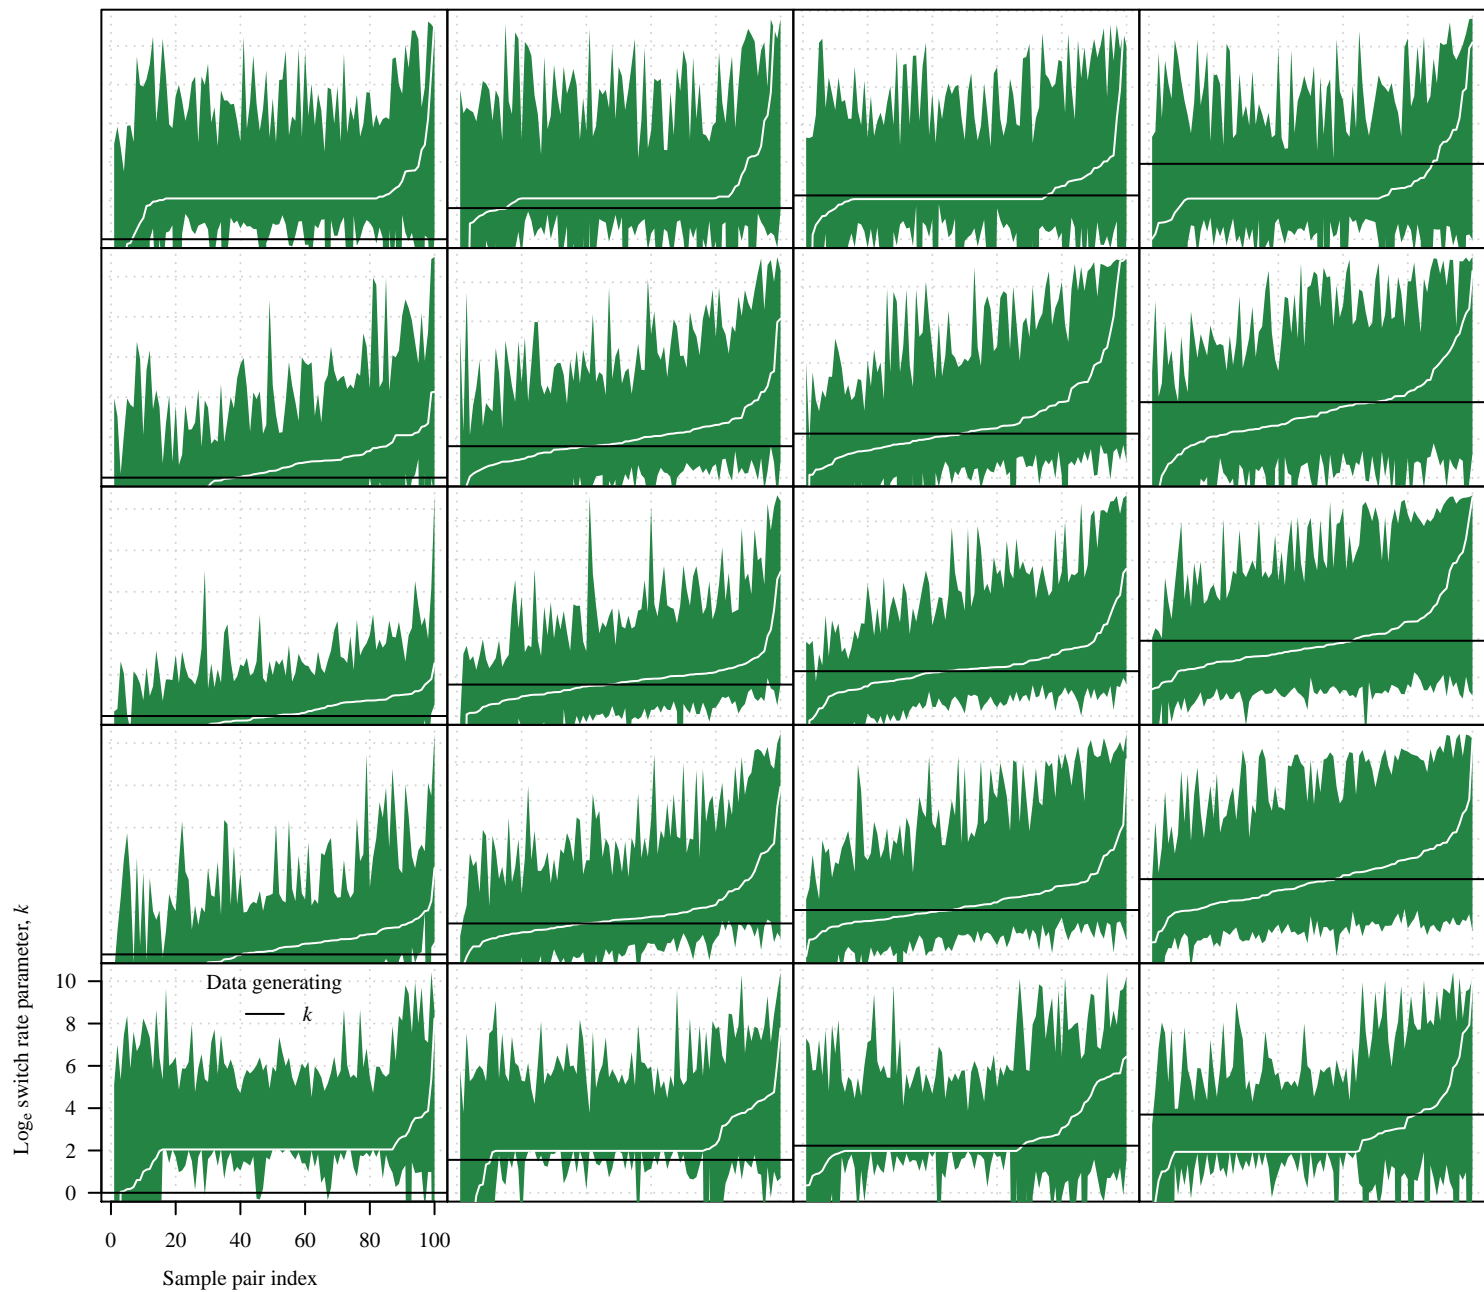 Data generating
k
Logₑ switch rate parameter, k
10
8
6
4
2
0
0 20 40 60 80 100
Sample pair index